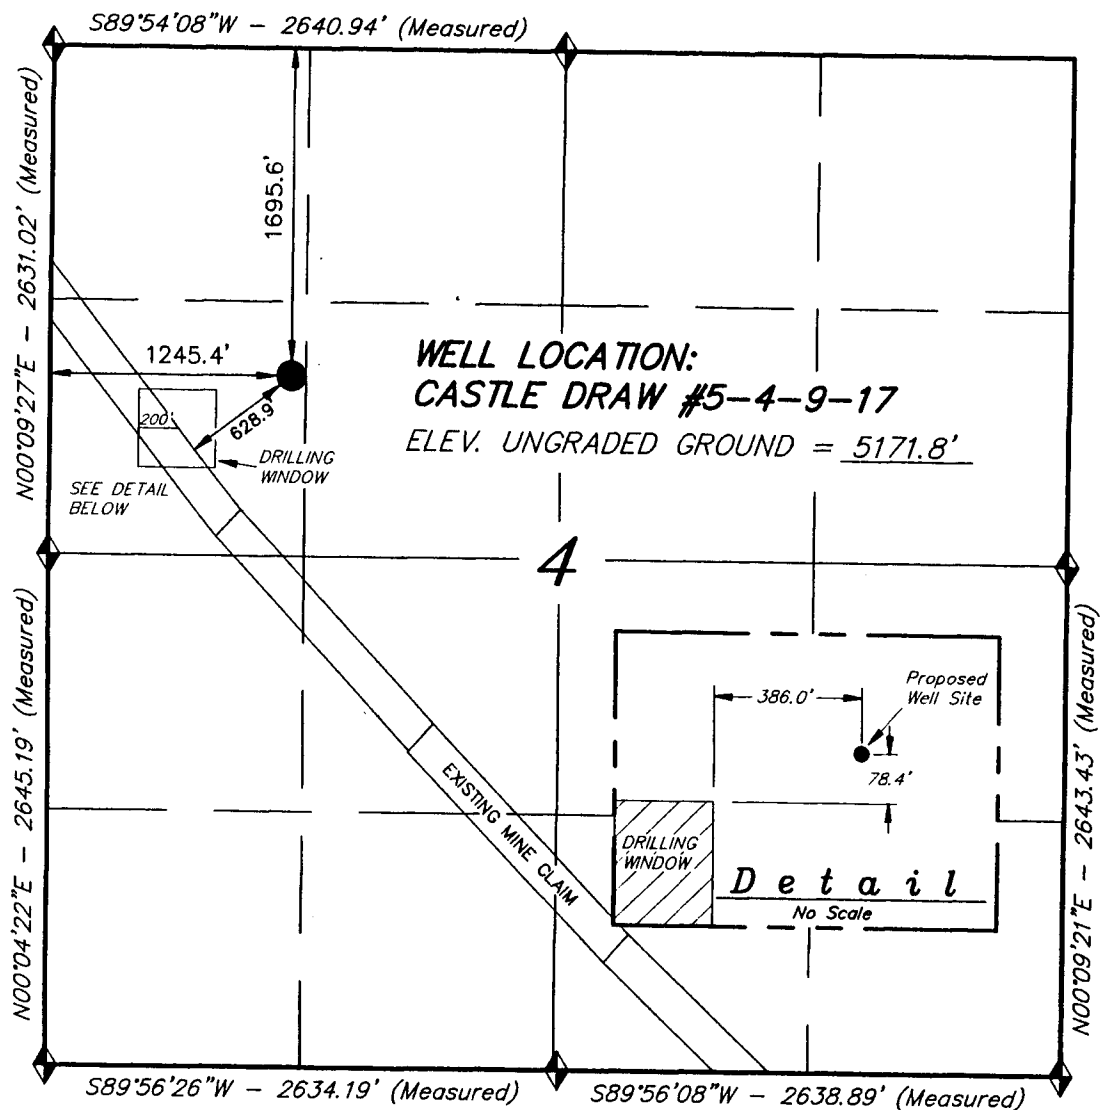 S89°54'08"W - 2640.94' (Measured)
N00°09'27"E - 2631.02' (Measured)
1695.6'
1245.4'
WELL LOCATION:
CASTLE DRAW #5-4-9-17
ELEV. UNGRADED GROUND = 5171.8'
200'
628.9'
DRILLING
WINDOW
SEE DETAIL
BELOW
4
N00°04'22"E - 2645.19' (Measured)
EXISTING MINE CLAIM
Proposed
Well Site
386.0'
78.4'
DRILLING
WINDOW
Detail
No Scale
N00°09'21"E - 2643.43' (Measured)
S89°56'26"W - 2634.19' (Measured)
S89°56'08"W - 2638.89' (Measured)